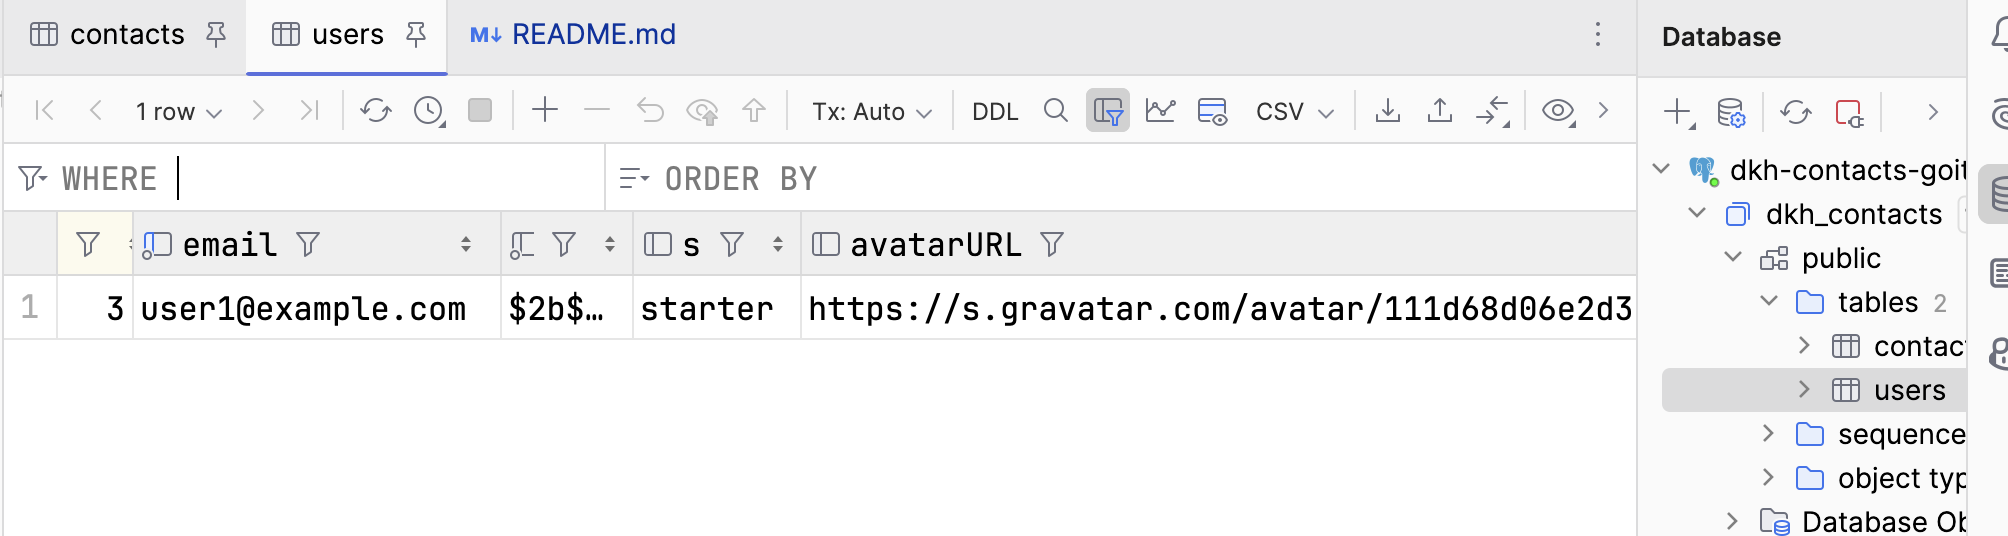 contacts users README.md
Database
1 row Tx: Auto DDL CSV
WHERE ORDER BY
email s avatarURL
1 3 user1@example.com $2b$… starter https://s.gravatar.com/avatar/111d68d06e2d3
dkh-contacts-goit
dkh_contacts
public
tables 2
contac
users
sequence
object typ
Database Ob